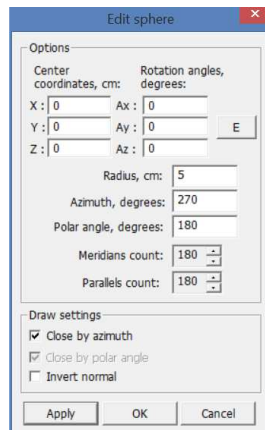 Edit sphere
Options
Center coordinates, cm:
Rotation angles, degrees:
X : 0 Ax : 0
Y : 0 Ay : 0 E
Z : 0 Az : 0
Radius, cm: 5
Azimuth, degrees: 270
Polar angle, degrees: 180
Meridians count: 180
Parallels count: 180
Draw settings
Close by azimuth
Close by polar angle
Invert normal
Apply OK Cancel